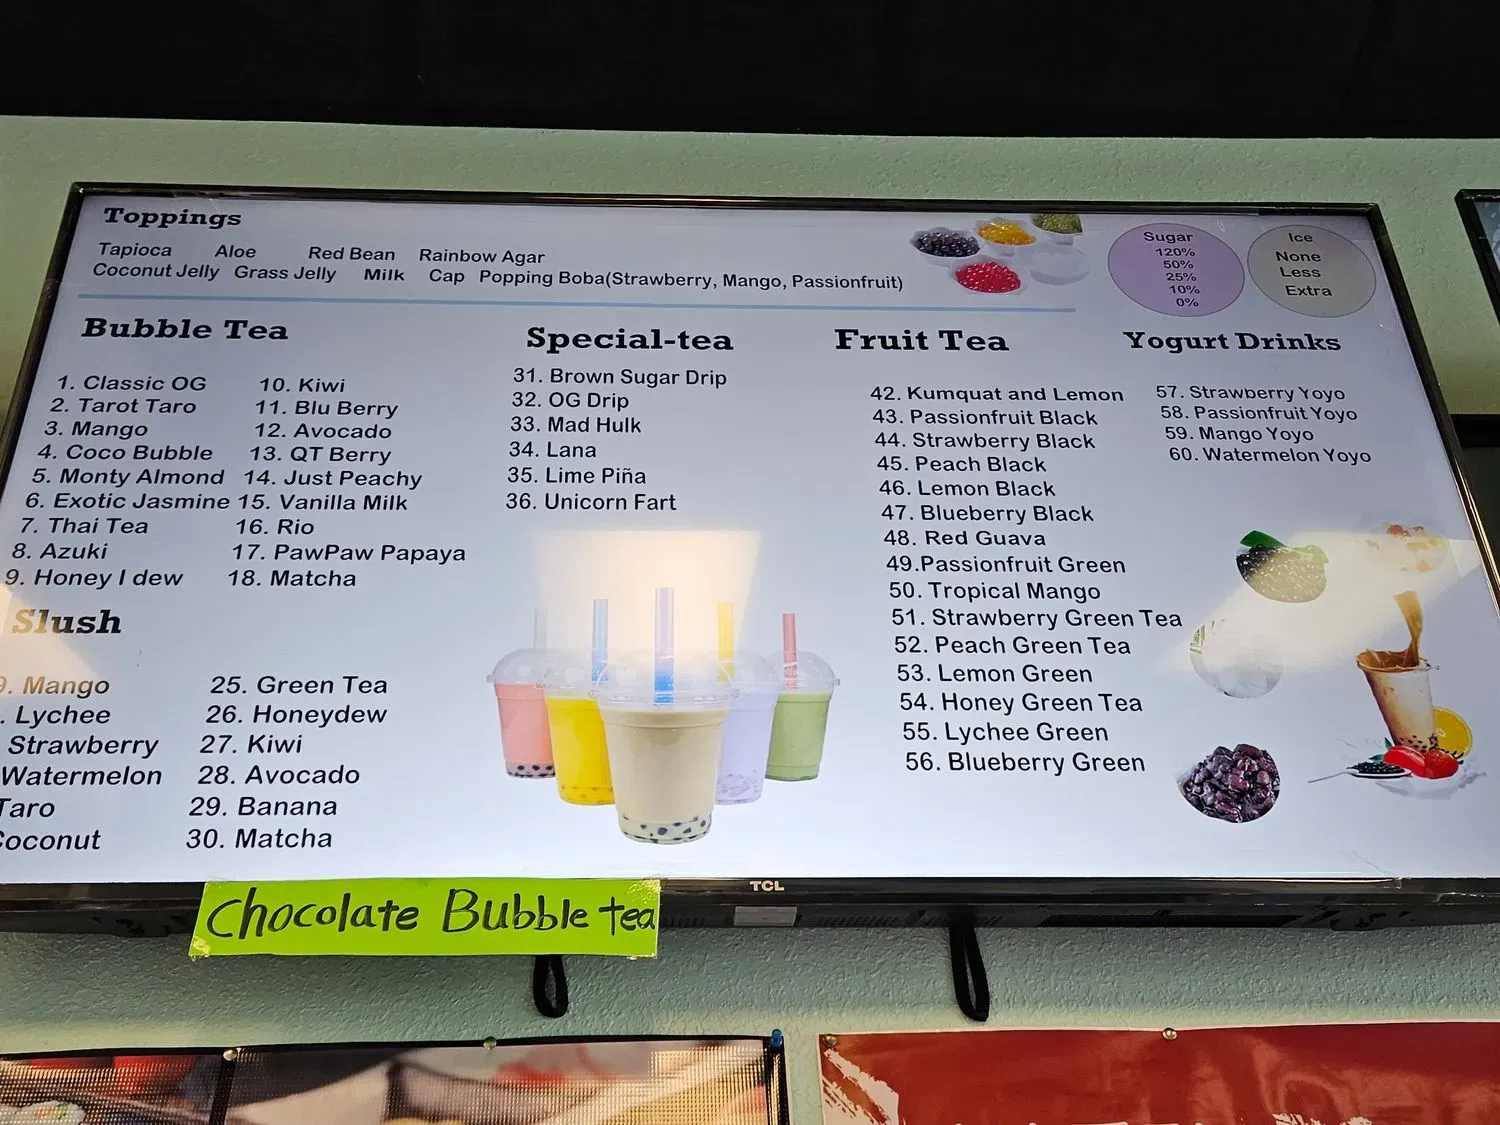 Toppings
Tapioca Aloe Red Bean Rainbow Agar
Coconut Jelly Grass Jelly Milk Cap Popping Boba(Strawberry, Mango, Passionfruit)
Sugar
120%
50%
25%
10%
0%
Ice
None
Less
Extra
Bubble Tea
1. Classic OG
2. Tarot Taro
3. Mango
4. Coco Bubble
5. Monty Almond
6. Exotic Jasmine
7. Thai Tea
8. Azuki
9. Honey I dew
10. Kiwi
11. Blu Berry
12. Avocado
13. QT Berry
14. Just Peachy
15. Vanilla Milk
16. Rio
17. PawPaw Papaya
18. Matcha
Slush
9. Mango
. Lychee
Strawberry
Watermelon
Taro
Coconut
25. Green Tea
26. Honeydew
27. Kiwi
28. Avocado
29. Banana
30. Matcha
Special-tea
31. Brown Sugar Drip
32. OG Drip
33. Mad Hulk
34. Lana
35. Lime Piña
36. Unicorn Fart
Fruit Tea
42. Kumquat and Lemon
43. Passionfruit Black
44. Strawberry Black
45. Peach Black
46. Lemon Black
47. Blueberry Black
48. Red Guava
49.Passionfruit Green
50. Tropical Mango
51. Strawberry Green Tea
52. Peach Green Tea
53. Lemon Green
54. Honey Green Tea
55. Lychee Green
56. Blueberry Green
Yogurt Drinks
57. Strawberry Yoyo
58. Passionfruit Yoyo
59. Mango Yoyo
60. Watermelon Yoyo
TCL
Chocolate Bubble tea